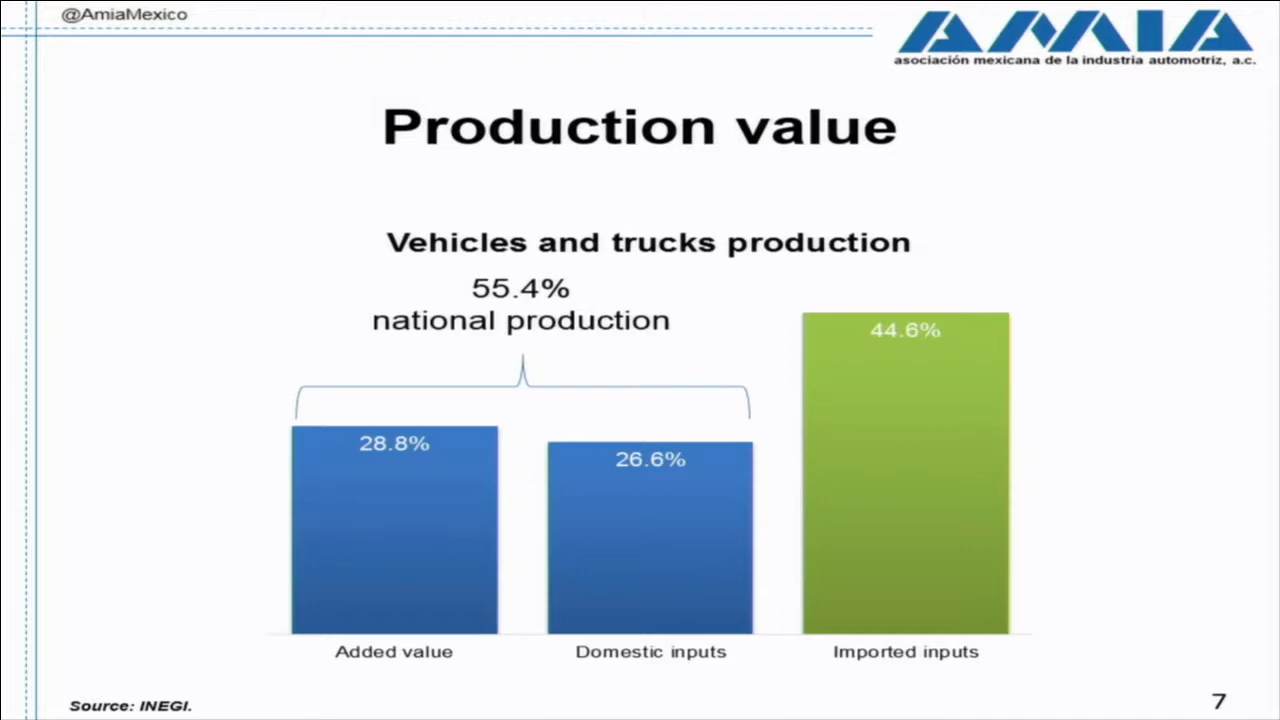 @AmiaMexico
AMIA
asociación mexicana de la industria automotriz, a.c.
Production value
Vehicles and trucks production
55.4%
national production
44.6%
28.8%
26.6%
Added value
Domestic inputs
Imported inputs
Source: INEGI.
7